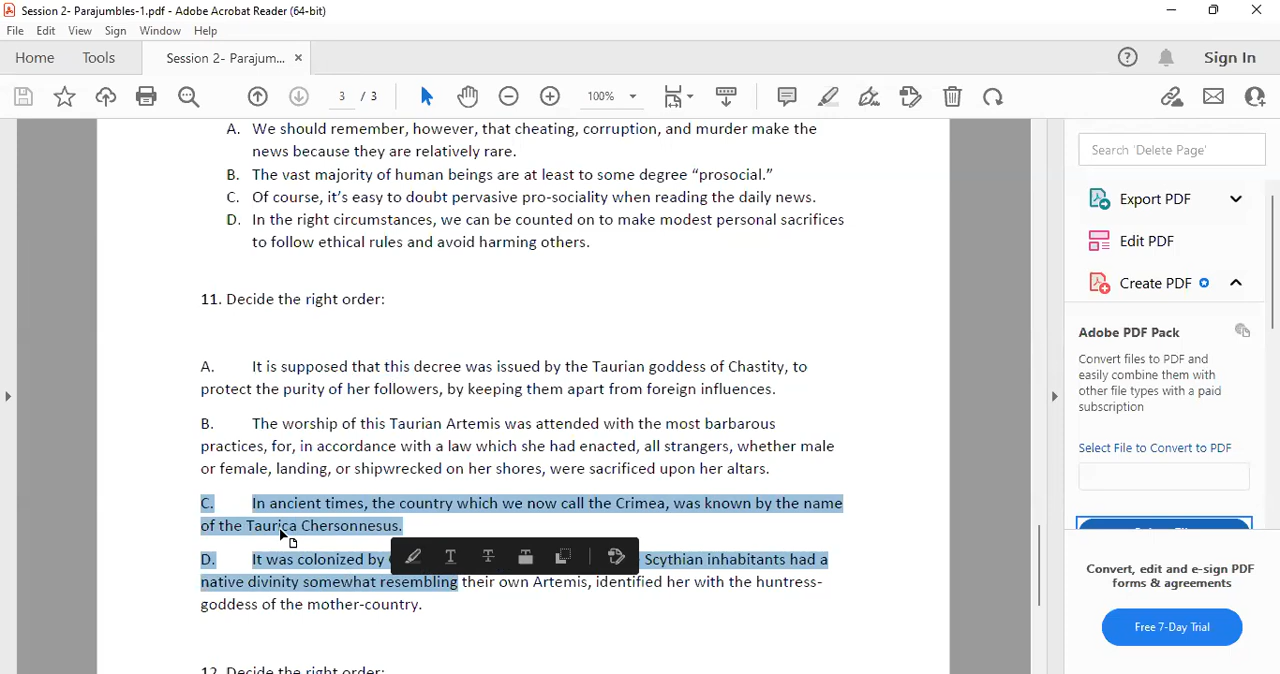 Session 2- Parajumbles-1.pdf - Adobe Acrobat Reader (64-bit)
File Edit View Sign Window Help
Home Tools Session 2- Parajum... × Sign In
3 / 3 100%
A. We should remember, however, that cheating, corruption, and murder make the
news because they are relatively rare.
B. The vast majority of human beings are at least to some degree “prosocial.”
C. Of course, it’s easy to doubt pervasive pro-sociality when reading the daily news.
D. In the right circumstances, we can be counted on to make modest personal sacrifices
to follow ethical rules and avoid harming others.
11. Decide the right order:
A. It is supposed that this decree was issued by the Taurian goddess of Chastity, to
protect the purity of her followers, by keeping them apart from foreign influences.
B. The worship of this Taurian Artemis was attended with the most barbarous
practices, for, in accordance with a law which she had enacted, all strangers, whether male
or female, landing, or shipwrecked on her shores, were sacrificed upon her altars.
C. In ancient times, the country which we now call the Crimea, was known by the name
of the Taurica Chersonnesus.
D. It was colonized by Scythian inhabitants had a
native divinity somewhat resembling their own Artemis, identified her with the huntress-
goddess of the mother-country.
12. Decide the right order:
Search 'Delete Page'
Export PDF
Edit PDF
Create PDF
Adobe PDF Pack
Convert files to PDF and
easily combine them with
other file types with a paid
subscription
Select File to Convert to PDF
Convert, edit and e-sign PDF
forms & agreements
Free 7-Day Trial